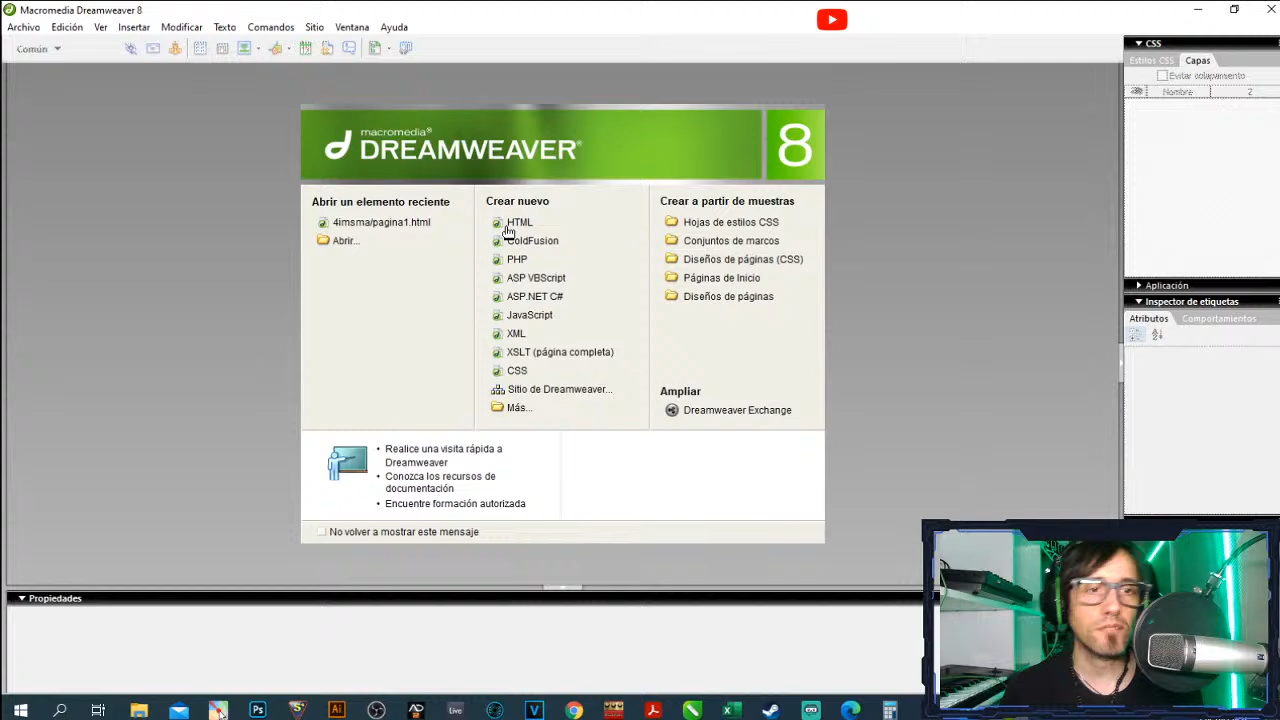 Macromedia Dreamweaver 8
Archivo Edición Ver Insertar Modificar Texto Comandos Sitio Ventana Ayuda
Común
CSS
Estilos CSS Capas
Evitar solapamiento
Nombre Z
macromedia®
DREAMWEAVER® 8
Abrir un elemento reciente
4imsma/pagina1.html
Abrir...
Crear nuevo
HTML
ColdFusion
PHP
ASP VBScript
ASP.NET C#
JavaScript
XML
XSLT (página completa)
CSS
Sitio de Dreamweaver...
Más...
Crear a partir de muestras
Hojas de estilos CSS
Conjuntos de marcos
Diseños de páginas (CSS)
Páginas de Inicio
Diseños de páginas
Ampliar
Dreamweaver Exchange
• Realice una visita rápida a
Dreamweaver
• Conozca los recursos de
documentación
• Encuentre formación autorizada
No volver a mostrar este mensaje
Aplicación
Inspector de etiquetas
Atributos Comportamientos
Propiedades
Ps
Ai
Ae
Live
V